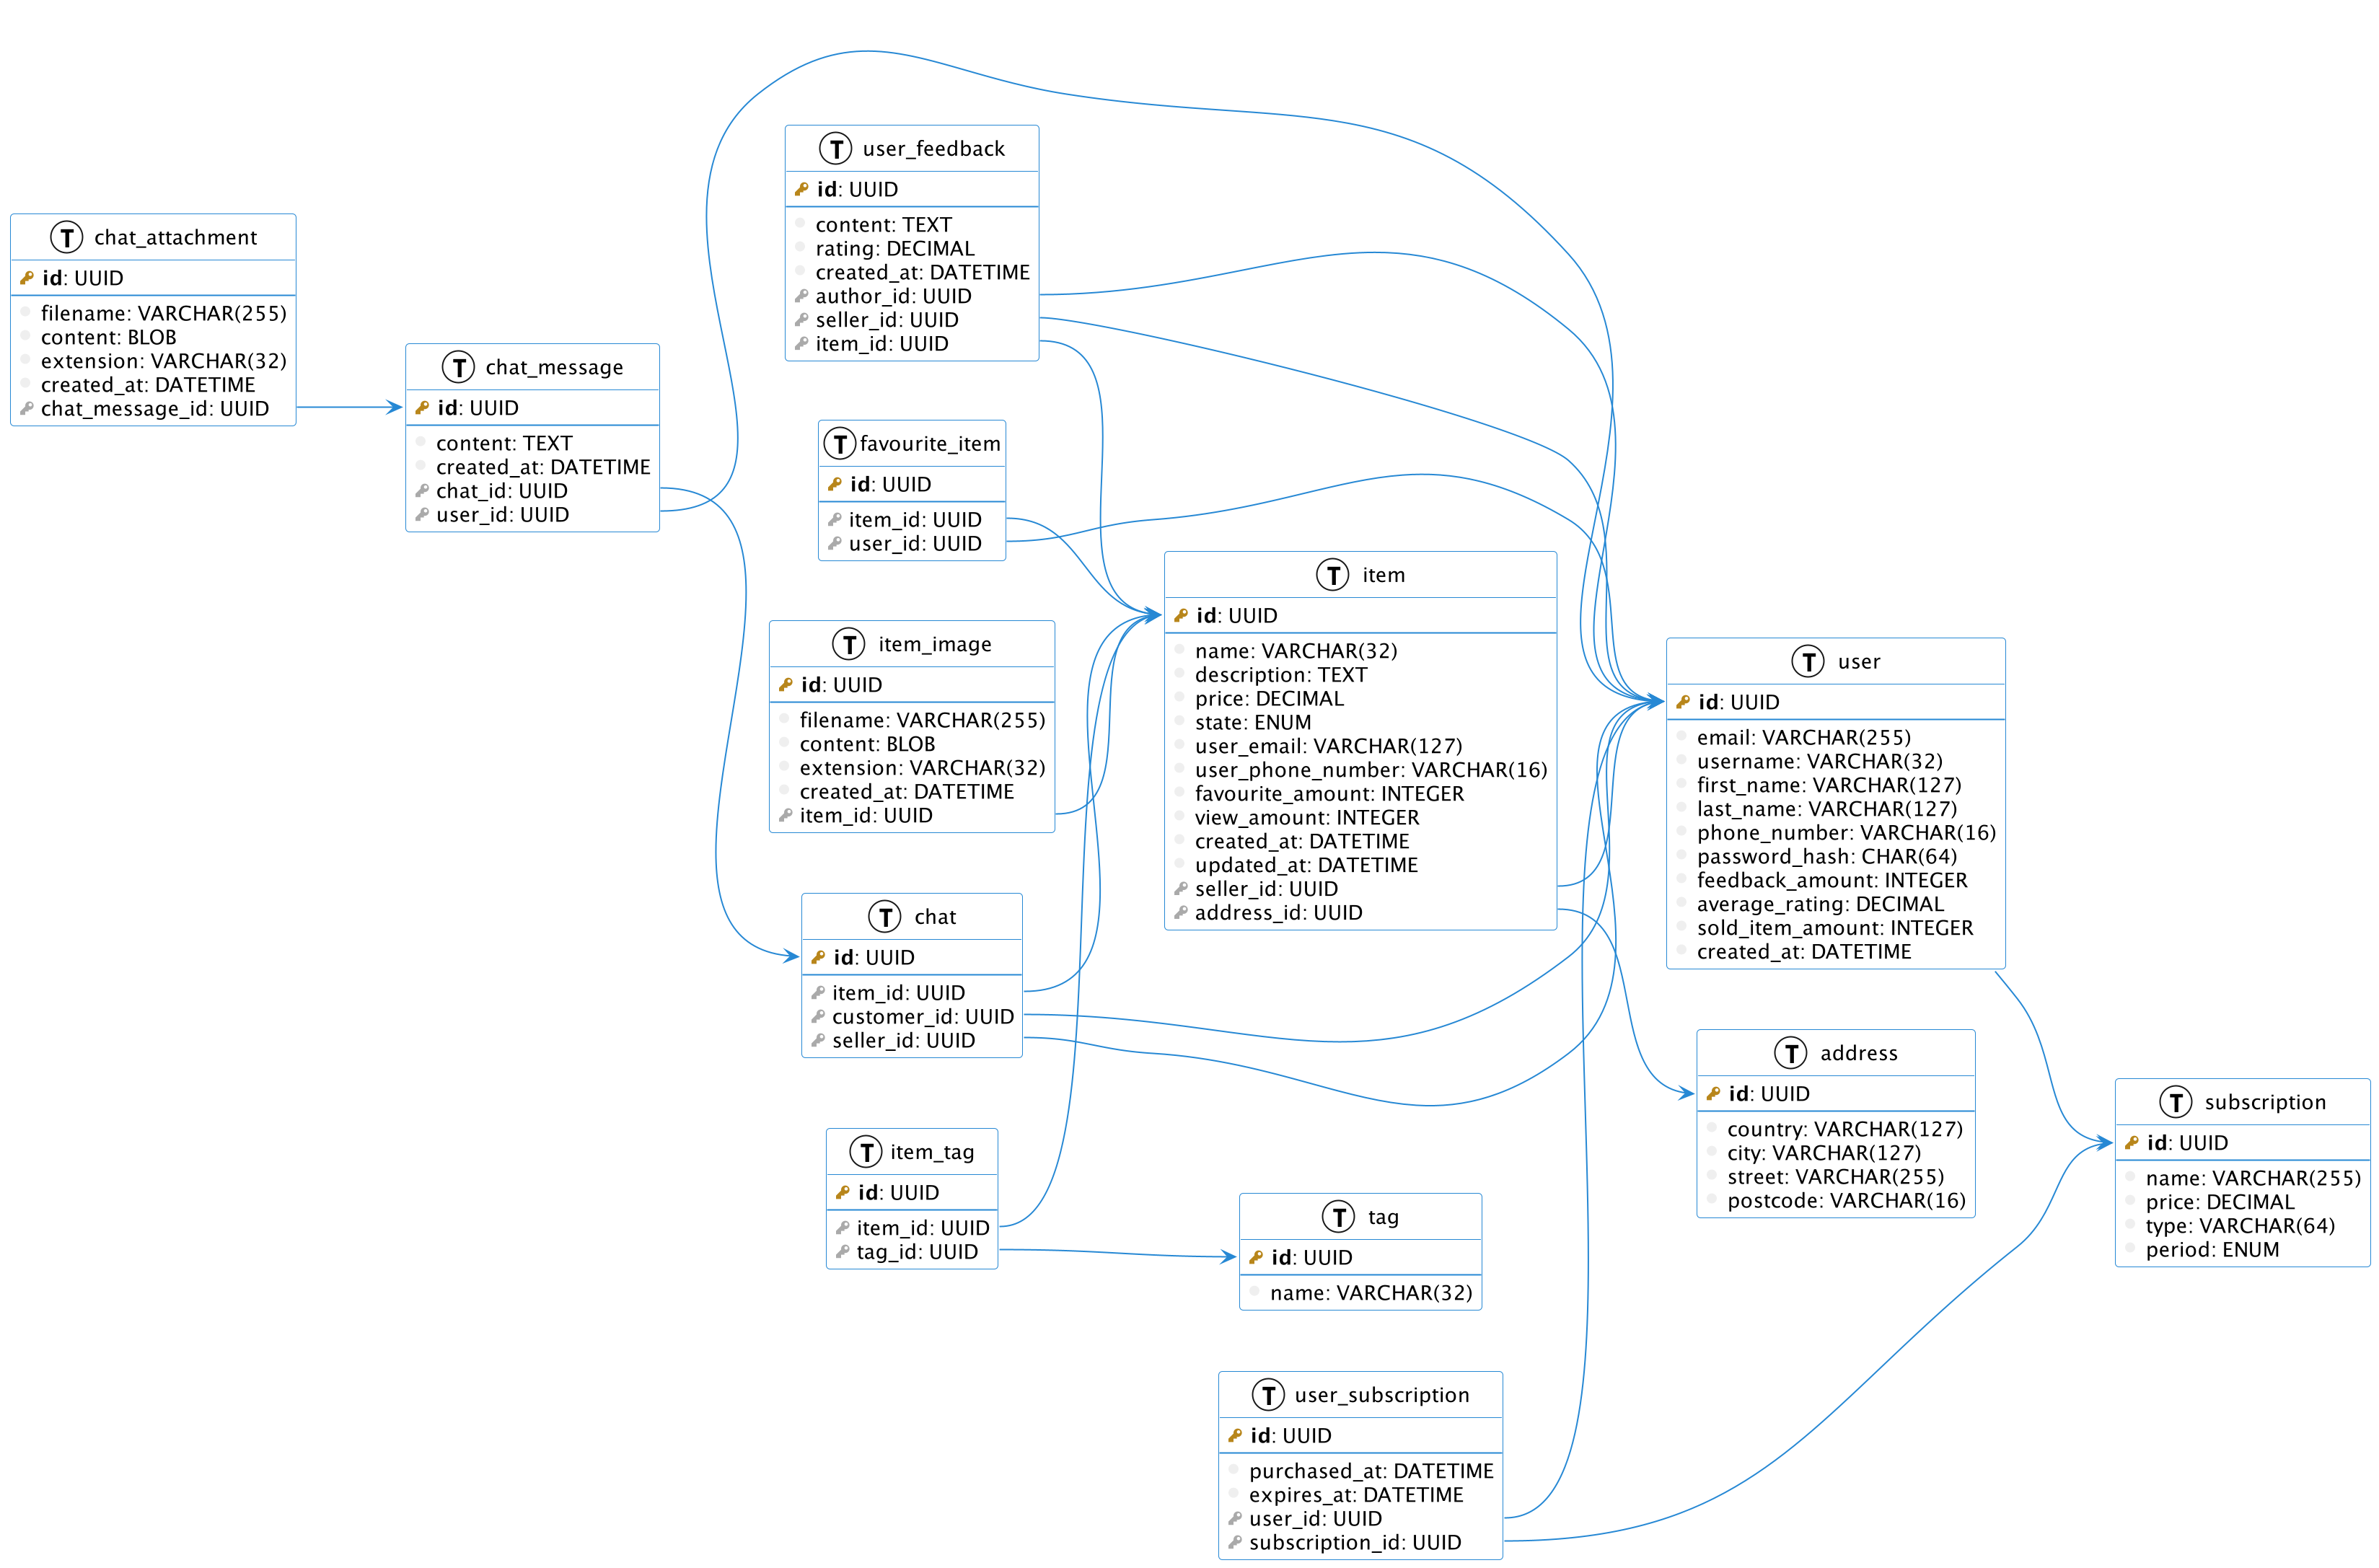 T chat_attachment
id: UUID
filename: VARCHAR(255)
content: BLOB
extension: VARCHAR(32)
created_at: DATETIME
chat_message_id: UUID
T chat_message
id: UUID
content: TEXT
created_at: DATETIME
chat_id: UUID
user_id: UUID
T user_feedback
id: UUID
content: TEXT
rating: DECIMAL
created_at: DATETIME
author_id: UUID
seller_id: UUID
item_id: UUID
T favourite_item
id: UUID
item_id: UUID
user_id: UUID
T item_image
id: UUID
filename: VARCHAR(255)
content: BLOB
extension: VARCHAR(32)
created_at: DATETIME
item_id: UUID
T chat
id: UUID
item_id: UUID
customer_id: UUID
seller_id: UUID
T item_tag
id: UUID
item_id: UUID
tag_id: UUID
T item
id: UUID
name: VARCHAR(32)
description: TEXT
price: DECIMAL
state: ENUM
user_email: VARCHAR(127)
user_phone_number: VARCHAR(16)
favourite_amount: INTEGER
view_amount: INTEGER
created_at: DATETIME
updated_at: DATETIME
seller_id: UUID
address_id: UUID
T tag
id: UUID
name: VARCHAR(32)
T user_subscription
id: UUID
purchased_at: DATETIME
expires_at: DATETIME
user_id: UUID
subscription_id: UUID
T user
id: UUID
email: VARCHAR(255)
username: VARCHAR(32)
first_name: VARCHAR(127)
last_name: VARCHAR(127)
phone_number: VARCHAR(16)
password_hash: CHAR(64)
feedback_amount: INTEGER
average_rating: DECIMAL
sold_item_amount: INTEGER
created_at: DATETIME
T address
id: UUID
country: VARCHAR(127)
city: VARCHAR(127)
street: VARCHAR(255)
postcode: VARCHAR(16)
T subscription
id: UUID
name: VARCHAR(255)
price: DECIMAL
type: VARCHAR(64)
period: ENUM